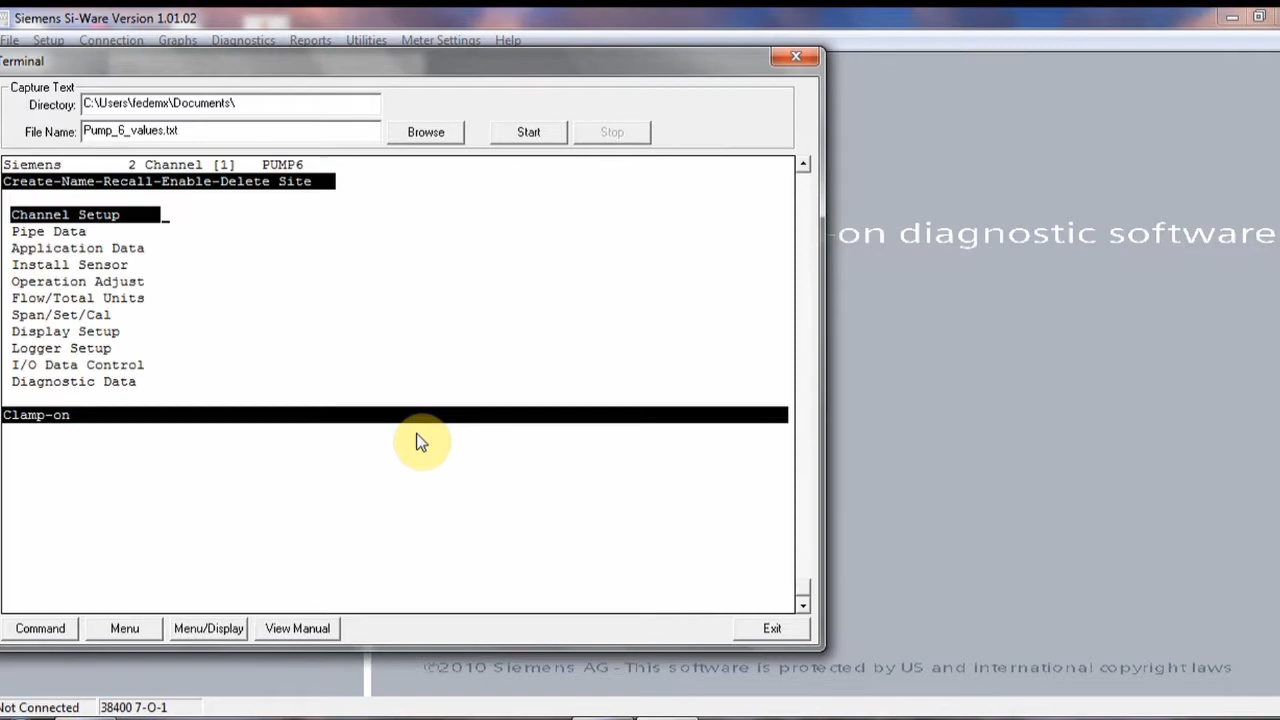 Siemens Si-Ware Version 1.01.02
File Setup Connection Graphs Diagnostics Reports Utilities Meter Settings Help
Terminal
Capture Text
Directory: C:\Users\fedemx\Documents\
File Name: Pump_6_values.txt Browse Start Stop
Siemens 2 Channel [1] PUMP6
Create-Name-Recall-Enable-Delete Site
Channel Setup _
Pipe Data
-on diagnostic software
Application Data
Install Sensor
Operation Adjust
Flow/Total Units
Span/Set/Cal
Display Setup
Logger Setup
I/O Data Control
Diagnostic Data
Clamp-on
Command Menu Menu/Display View Manual Exit
©2010 Siemens AG - This software is protected by US and international copyright laws
Not Connected 38400 7-O-1